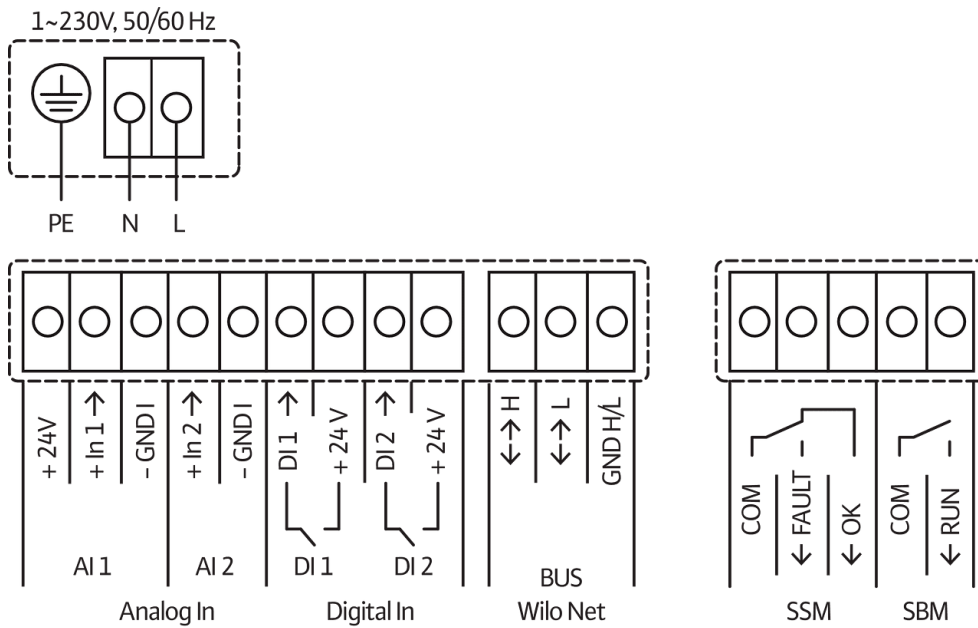 1~230V, 50/60 Hz
PE N L
+ 24V
+ In 1 →
- GND I
+ In 2 →
- GND I
DI 1 →
+ 24 V
DI 2 →
+ 24 V
↔ H
↔ L
GND H/L
COM
← FAULT
← OK
COM
← RUN
AI 1 AI 2 DI 1 DI 2 BUS
Analog In Digital In Wilo Net SSM SBM